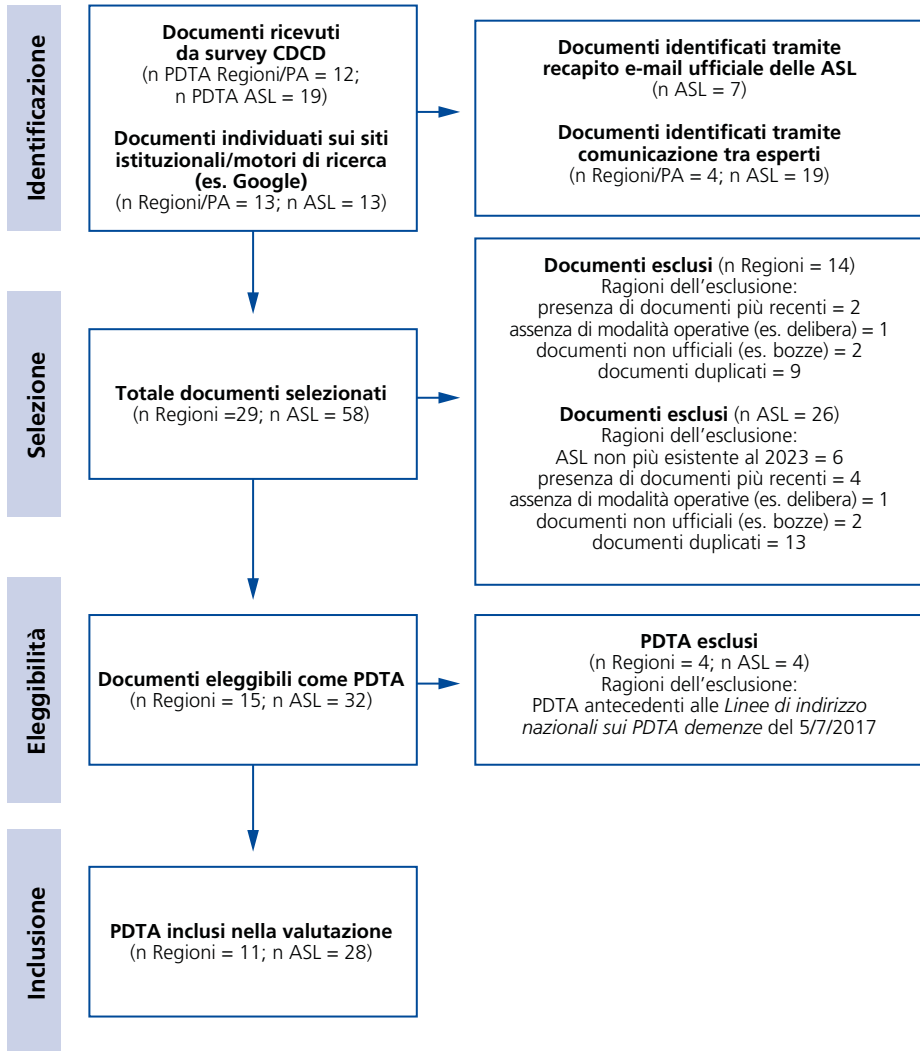 Identificazione
Documenti ricevuti
da survey CDCD
(n PDTA Regioni/PA = 12;
n PDTA ASL = 19)
Documenti individuati sui siti
istituzionali/motori di ricerca
(es. Google)
(n Regioni/PA = 13; n ASL = 13)
Documenti identificati tramite
recapito e-mail ufficiale delle ASL
(n ASL = 7)
Documenti identificati tramite
comunicazione tra esperti
(n Regioni/PA = 4; n ASL = 19)
Selezione
Totale documenti selezionati
(n Regioni =29; n ASL = 58)
Documenti esclusi (n Regioni = 14)
Ragioni dell’esclusione:
presenza di documenti più recenti = 2
assenza di modalità operative (es. delibera) = 1
documenti non ufficiali (es. bozze) = 2
documenti duplicati = 9
Documenti esclusi (n ASL = 26)
Ragioni dell’esclusione:
ASL non più esistente al 2023 = 6
presenza di documenti più recenti = 4
assenza di modalità operative (es. delibera) = 1
documenti non ufficiali (es. bozze) = 2
documenti duplicati = 13
Eleggibilità
Documenti eleggibili come PDTA
(n Regioni = 15; n ASL = 32)
PDTA esclusi
(n Regioni = 4; n ASL = 4)
Ragioni dell’esclusione:
PDTA antecedenti alle Linee di indirizzo
nazionali sui PDTA demenze del 5/7/2017
Inclusione
PDTA inclusi nella valutazione
(n Regioni = 11; n ASL = 28)